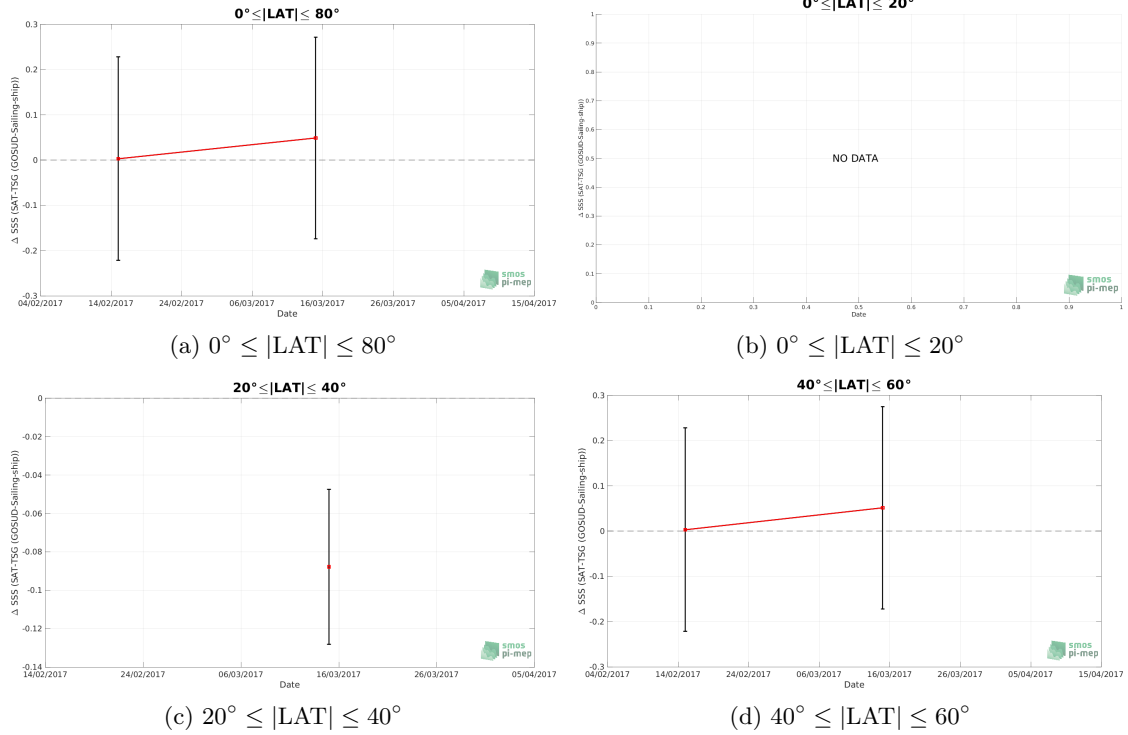 0°≤|LAT|≤ 80°
Δ SSS (SAT-TSG (GOSUD-Sailing-ship))
0.3
0.2
0.1
0
-0.1
-0.2
-0.3
04/02/2017 14/02/2017 24/02/2017 06/03/2017 16/03/2017 26/03/2017 05/04/2017 15/04/2017
Date
smos
pi-mep
(a) 0° ≤ |LAT| ≤ 80°
0°≤|LAT|≤ 20°
Δ SSS (SAT-TSG (GOSUD-Sailing-ship))
1
0.9
0.8
0.7
0.6
0.5
0.4
0.3
0.2
0.1
0
NO DATA
0 0.1 0.2 0.3 0.4 0.5 0.6 0.7 0.8 0.9 1
Date
smos
pi-mep
(b) 0° ≤ |LAT| ≤ 20°
20°≤|LAT|≤ 40°
Δ SSS (SAT-TSG (GOSUD-Sailing-ship))
0
-0.02
-0.04
-0.06
-0.08
-0.1
-0.12
-0.14
14/02/2017 24/02/2017 06/03/2017 16/03/2017 26/03/2017 05/04/2017
Date
smos
pi-mep
(c) 20° ≤ |LAT| ≤ 40°
40°≤|LAT|≤ 60°
Δ SSS (SAT-TSG (GOSUD-Sailing-ship))
0.3
0.2
0.1
0
-0.1
-0.2
-0.3
04/02/2017 14/02/2017 24/02/2017 06/03/2017 16/03/2017 26/03/2017 05/04/2017 15/04/2017
Date
smos
pi-mep
(d) 40° ≤ |LAT| ≤ 60°